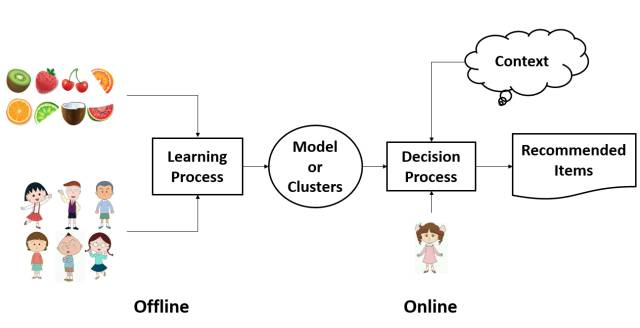 Context
Learning
Process
Model
or
Clusters
Decision
Process
Recommended
Items
Offline
Online